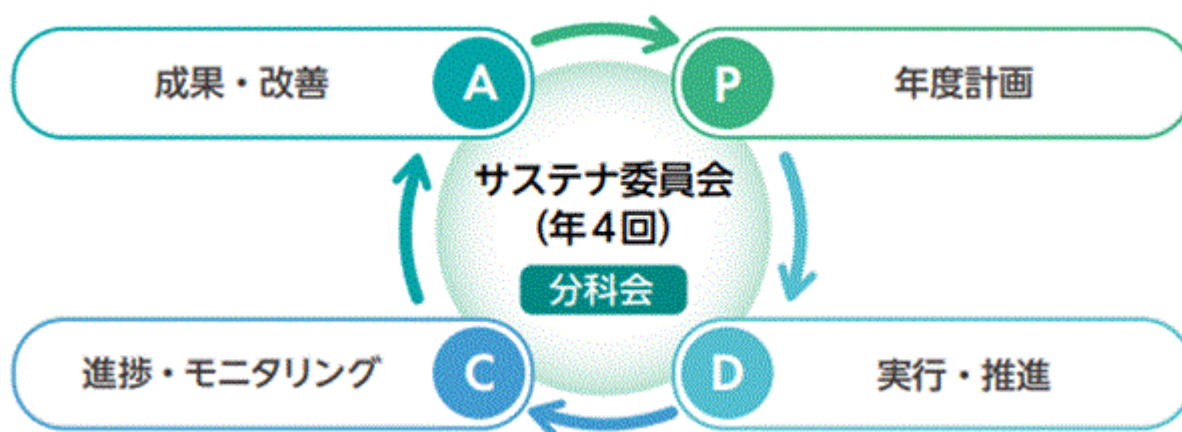 成果・改善
A
P
年度計画
サステナ委員会
(年4回)
分科会
進捗・モニタリング
C
D
実行・推進